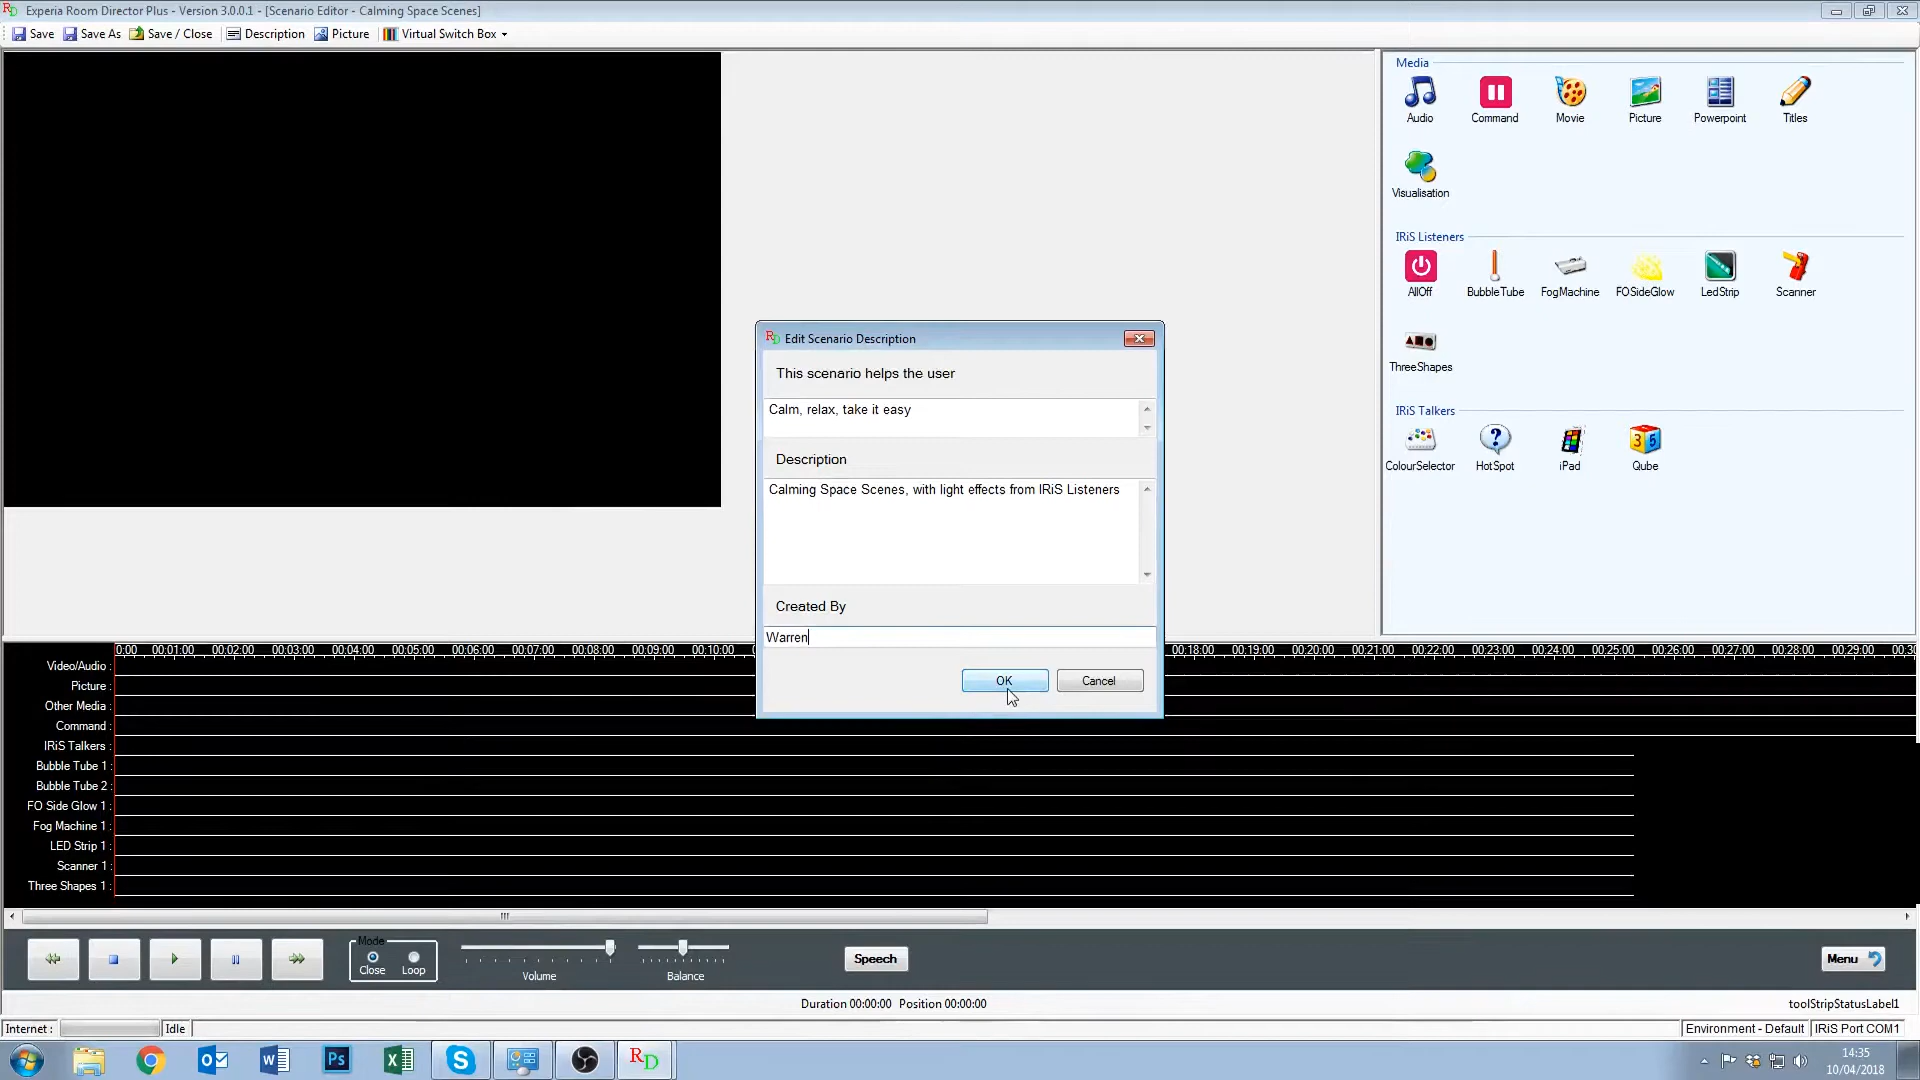 Experia Room Director Plus - Version 3.0.0.1 - [Scenario Editor - Calming Space Scenes]
Save Save As Save / Close Description Picture Virtual Switch Box
Media
Audio Command Movie Picture Powerpoint Titles
Visualisation
IRiS Listeners
AllOff BubbleTube FogMachine FOSideGlow LedStrip Scanner
ThreeShapes
IRiS Talkers
ColourSelector HotSpot iPad Qube
Edit Scenario Description
This scenario helps the user
Calm, relax, take it easy
Description
Calming Space Scenes, with light effects from IRiS Listeners
Created By
Warren
OK Cancel
0:00 00:01:00 00:02:00 00:03:00 00:04:00 00:05:00 00:06:00 00:07:00 00:08:00 00:09:00 00:10:00 00:18:00 00:19:00 00:20:00 00:21:00 00:22:00 00:23:00 00:24:00 00:25:00 00:26:00 00:27:00 00:28:00 00:29:00 00:30
Video/Audio :
Picture :
Other Media :
Command :
IRiS Talkers :
Bubble Tube 1 :
Bubble Tube 2 :
FO Side Glow 1 :
Fog Machine 1 :
LED Strip 1 :
Scanner 1 :
Three Shapes 1 :
Mode
Close Loop
Volume
Balance
Speech
Menu
Duration 00:00:00 Position 00:00:00
toolStripStatusLabel1
Internet : Idle
Environment - Default IRiS Port COM1
14:35
10/04/2018